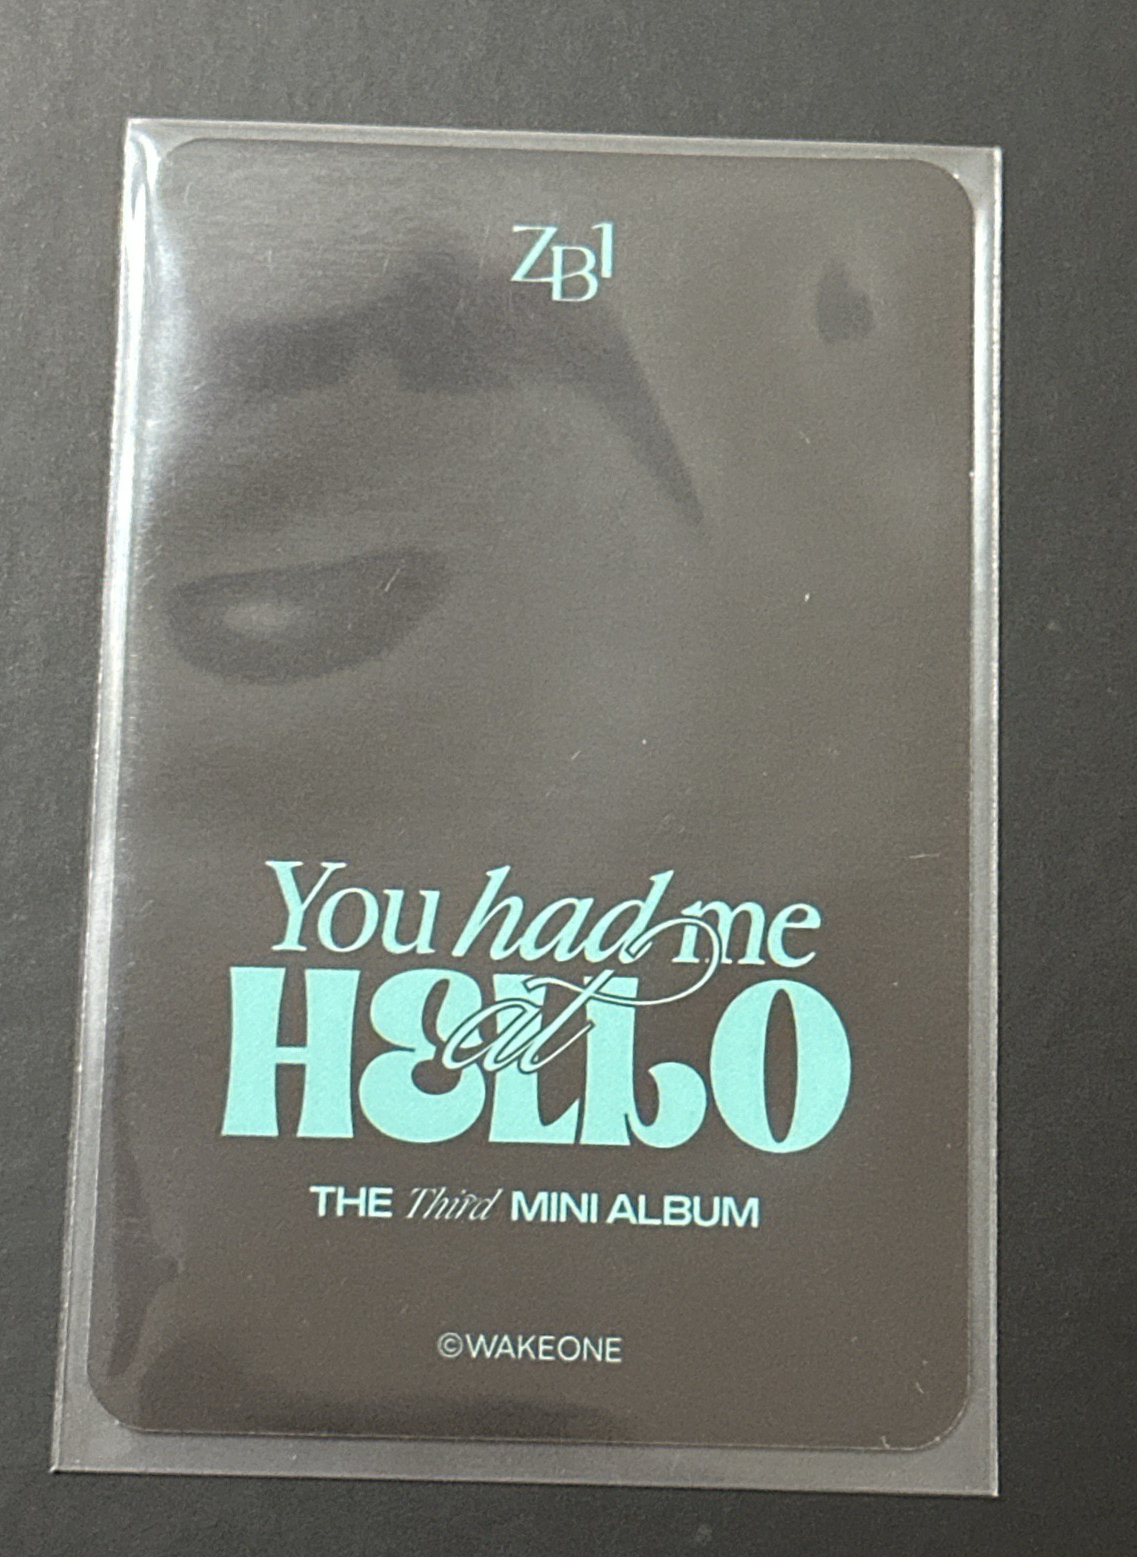 ZB1
You had me
at
HELLO
THE Third MINI ALBUM
©WAKEONE